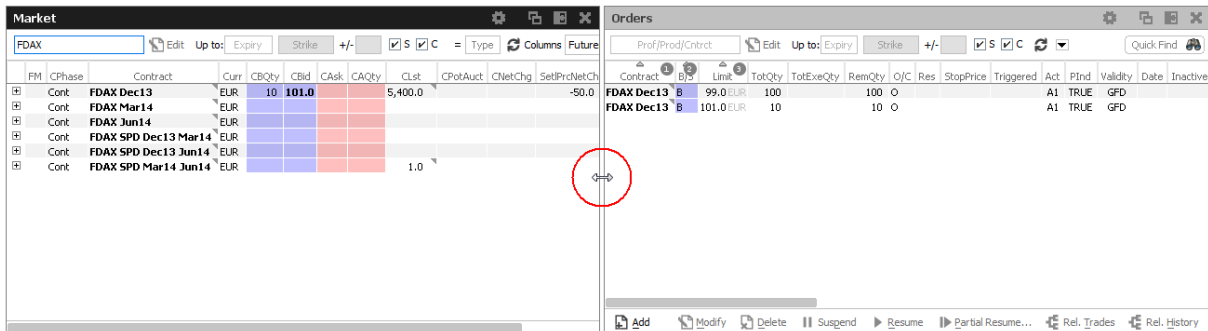 Market
FDAX Edit Up to: Expiry Strike +/- S C = Type Columns Future
FM CPhase Contract Curr CBQty CBid CAsk CAQty CLst CPotAuct CNetChg SetlPrcNetCh
Cont FDAX Dec13 EUR 10 101.0 5,400.0 -50.0
Cont FDAX Mar14 EUR
Cont FDAX Jun14 EUR
Cont FDAX SPD Dec13 Mar14 EUR
Cont FDAX SPD Dec13 Jun14 EUR
Cont FDAX SPD Mar14 Jun14 EUR 1.0
Orders
Prof/Prod/Cntrct Edit Up to: Expiry Strike +/- S C Quick Find
Contract 1 B/S 2 Limit 3 TotQty TotExeQty RemQty O/C Res StopPrice Triggered Act PInd Validity Date Inactive
FDAX Dec13 B 99.0 EUR 100 100 O A1 TRUE GFD
FDAX Dec13 B 101.0 EUR 10 10 O A1 TRUE GFD
Add Modify Delete Suspend Resume Partial Resume... Rel. Trades Rel. History